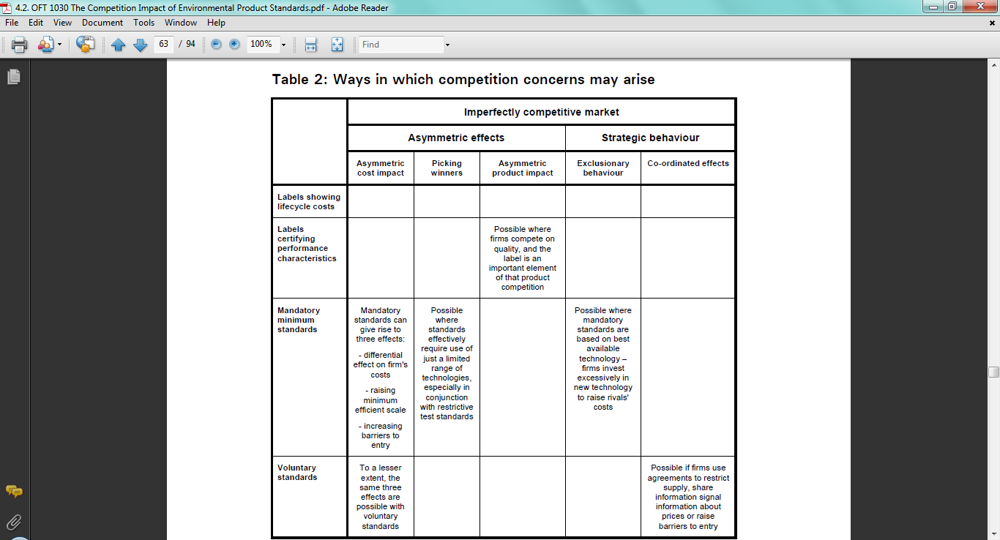 4.2. OFT 1030 The Competition Impact of Environmental Product Standards.pdf - Adobe Reader
File Edit View Document Tools Window Help
63 / 94 100% Find
Table 2: Ways in which competition concerns may arise
Imperfectly competitive market
Asymmetric effects
Strategic behaviour
Asymmetric
cost impact
Picking
winners
Asymmetric
product impact
Exclusionary
behaviour
Co-ordinated effects
Labels showing
lifecycle costs
Labels
certifying
performance
characteristics
Possible where
firms compete on
quality, and the
label is an
important element
of that product
competition
Mandatory
minimum
standards
Mandatory
standards can
give rise to
three effects:
- differential
effect on firm's
costs
- raising
minimum
efficient scale
- increasing
barriers to
entry
Possible
where
standards
effectively
require use of
just a limited
range of
technologies,
especially in
conjunction
with restrictive
test standards
Possible where
mandatory
standards are
based on best
available
technology –
firms invest
excessively in
new technology
to raise rivals'
costs
Voluntary
standards
To a lesser
extent, the
same three
effects are
possible with
voluntary
standards
Possible if firms use
agreements to restrict
supply, share
information signal
information about
prices or raise
barriers to entry